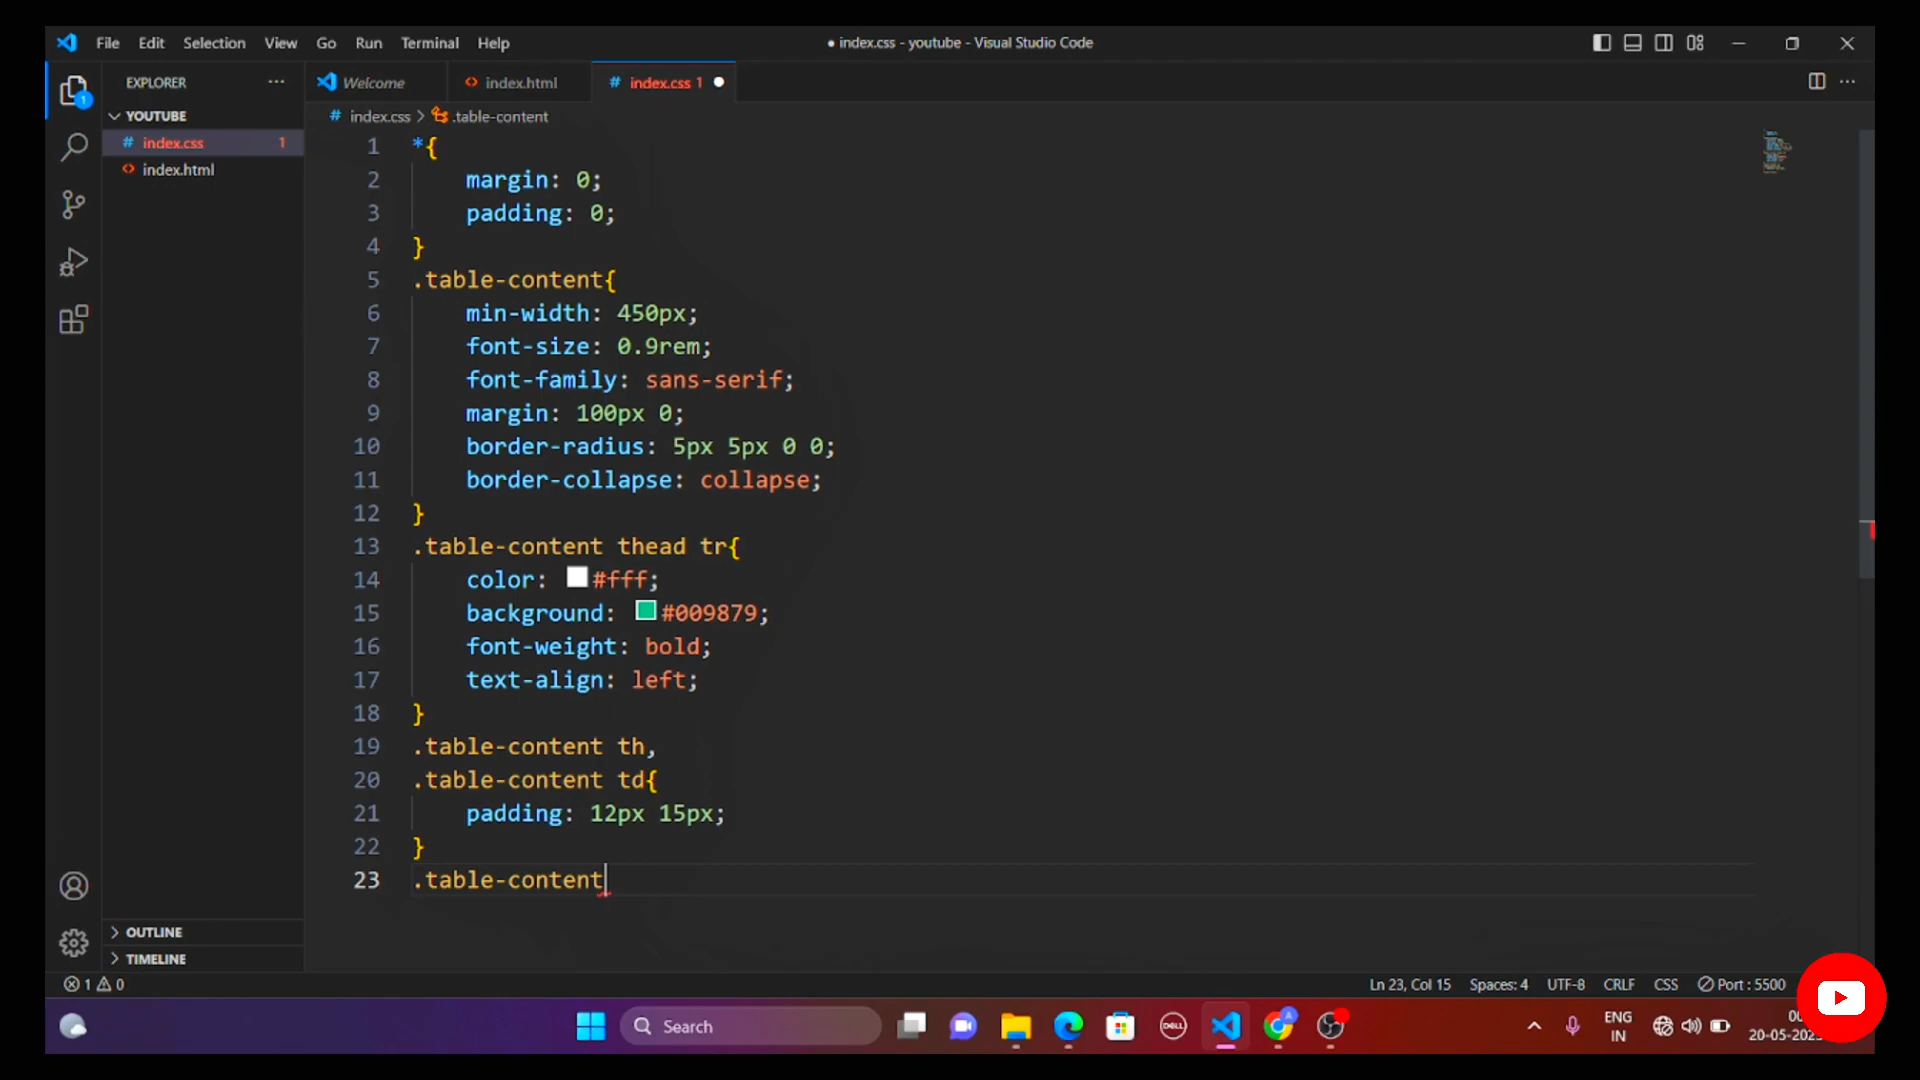 File Edit Selection View Go Run Terminal Help
● index.css - youtube - Visual Studio Code
EXPLORER ···
Welcome
index.html
# index.css 1 ●
YOUTUBE
# index.css > .table-content
# index.css 1
index.html
1 *{
2 margin: 0;
3 padding: 0;
4 }
5 .table-content{
6 min-width: 450px;
7 font-size: 0.9rem;
8 font-family: sans-serif;
9 margin: 100px 0;
10 border-radius: 5px 5px 0 0;
11 border-collapse: collapse;
12 }
13 .table-content thead tr{
14 color: #fff;
15 background: #009879;
16 font-weight: bold;
17 text-align: left;
18 }
19 .table-content th,
20 .table-content td{
21 padding: 12px 15px;
22 }
23 .table-content
OUTLINE
TIMELINE
1 0
Ln 23, Col 15 Spaces: 4 UTF-8 CRLF CSS Port : 5500
Search
DELL
ENG
IN
20-05-202